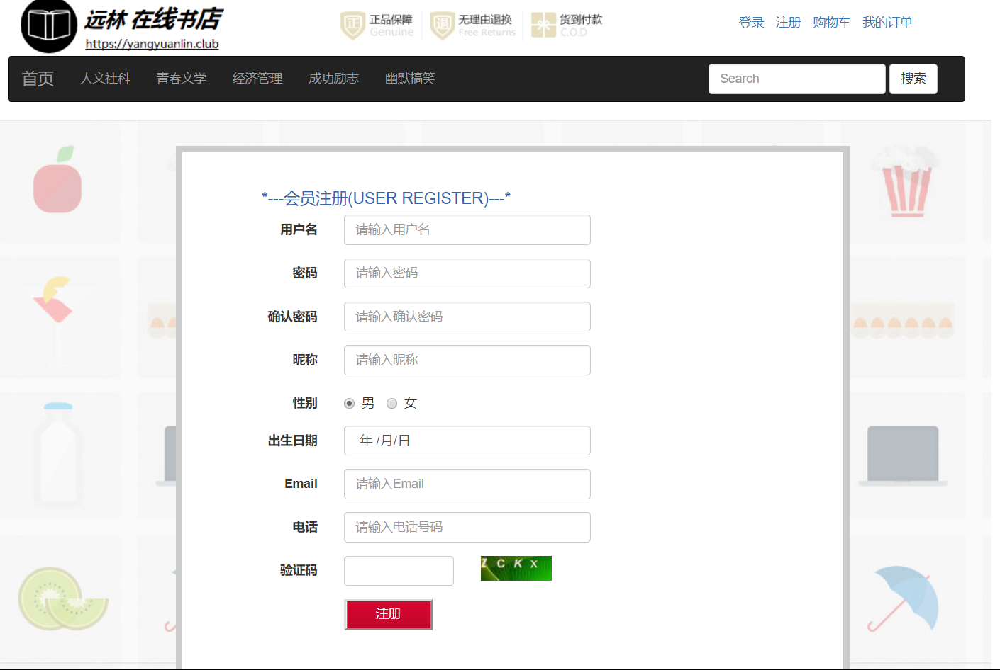 远林 在线书店
https://yangyuanlin.club
正 正品保障
Genuine
退 无理由退换
Free Returns
货到付款
C.O.D
登录 注册 购物车 我的订单
首页 人文社科 青春文学 经济管理 成功励志 幽默搞笑 Search 搜索
*---会员注册(USER REGISTER)---*
用户名 请输入用户名
密码 请输入密码
确认密码 请输入确认密码
昵称 请输入昵称
性别 男 女
出生日期 年 /月/日
Email 请输入Email
电话 请输入电话号码
验证码 Z C K X
注册